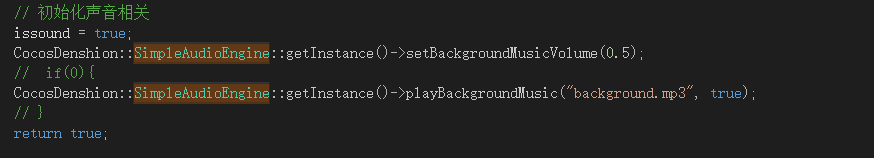 // 初始化声音相关
issound = true;
CocosDenshion::SimpleAudioEngine::getInstance()->setBackgroundMusicVolume(0.5);
//  if(0){
CocosDenshion::SimpleAudioEngine::getInstance()->playBackgroundMusic("background.mp3", true);
//}
return true;